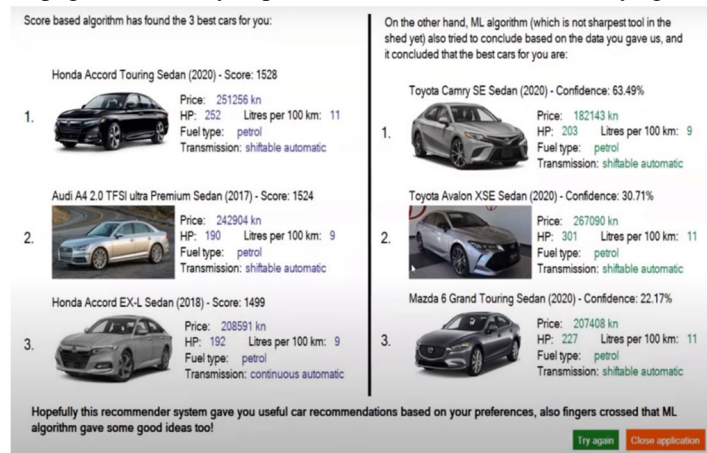 Score based algorithm has found the 3 best cars for you:
Honda Accord Touring Sedan (2020) - Score: 1528
1.
Price: 251256 kn
HP: 252 Litres per 100 km: 11
Fuel type: petrol
Transmission: shiftable automatic
Audi A4 2.0 TFSI ultra Premium Sedan (2017) - Score: 1524
2.
Price: 242904 kn
HP: 190 Litres per 100 km: 9
Fuel type: petrol
Transmission: shiftable automatic
Honda Accord EX-L Sedan (2018) - Score: 1499
3.
Price: 208591 kn
HP: 192 Litres per 100 km: 9
Fuel type: petrol
Transmission: continuous automatic
On the other hand, ML algorithm (which is not sharpest tool in the
shed yet) also tried to conclude based on the data you gave us, and
it concluded that the best cars for you are:
Toyota Camry SE Sedan (2020) - Confidence: 63.49%
1.
Price: 182143 kn
HP: 203 Litres per 100 km: 9
Fuel type: petrol
Transmission: shiftable automatic
Toyota Avalon XSE Sedan (2020) - Confidence: 30.71%
2.
Price: 267090 kn
HP: 301 Litres per 100 km: 11
Fuel type: petrol
Transmission: shiftable automatic
Mazda 6 Grand Touring Sedan (2020) - Confidence: 22.17%
3.
Price: 207408 kn
HP: 227 Litres per 100 km: 11
Fuel type: petrol
Transmission: shiftable automatic
Hopefully this recommender system gave you useful car recommendations based on your preferences, also fingers crossed that ML
algorithm gave some good ideas too!
Try again Close application